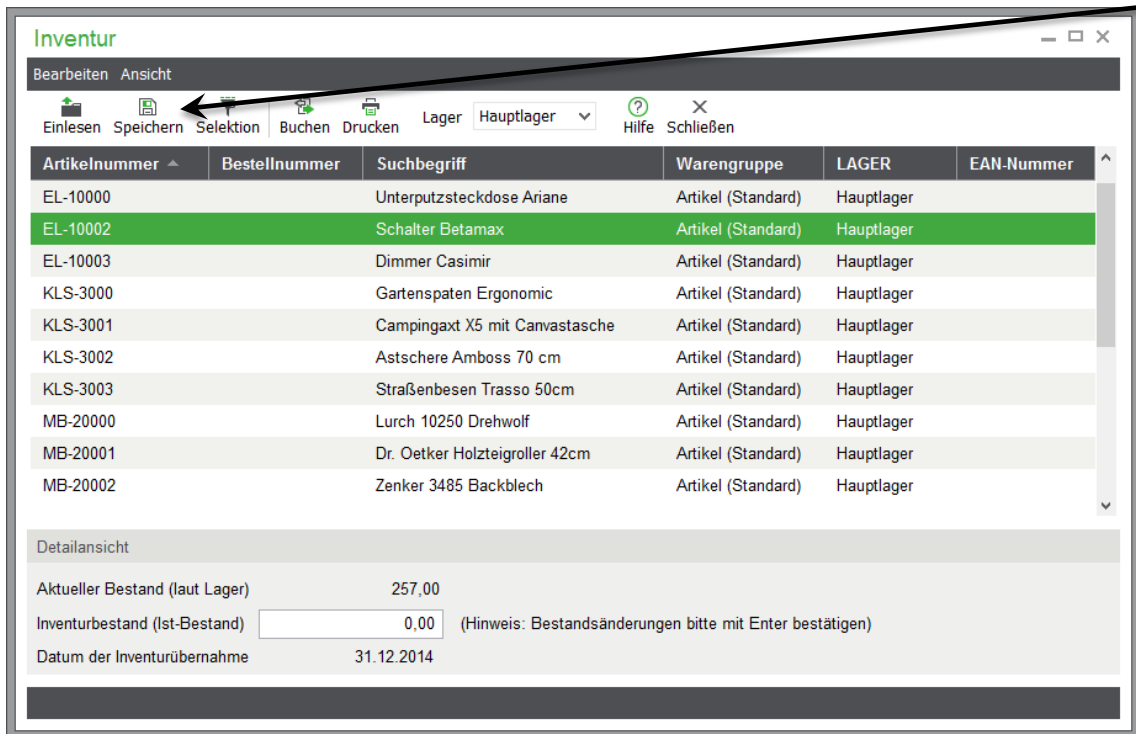 Inventur
Bearbeiten Ansicht
Einlesen Speichern Selektion Buchen Drucken Lager Hauptlager Hilfe Schließen
Artikelnummer Bestellnummer Suchbegriff Warengruppe LAGER EAN-Nummer
EL-10000 Unterputzsteckdose Ariane Artikel (Standard) Hauptlager
EL-10002 Schalter Betamax Artikel (Standard) Hauptlager
EL-10003 Dimmer Casimir Artikel (Standard) Hauptlager
KLS-3000 Gartenspaten Ergonomic Artikel (Standard) Hauptlager
KLS-3001 Campingaxt X5 mit Canvastasche Artikel (Standard) Hauptlager
KLS-3002 Astschere Amboss 70 cm Artikel (Standard) Hauptlager
KLS-3003 Straßenbesen Trasso 50cm Artikel (Standard) Hauptlager
MB-20000 Lurch 10250 Drehwolf Artikel (Standard) Hauptlager
MB-20001 Dr. Oetker Holzteigroller 42cm Artikel (Standard) Hauptlager
MB-20002 Zenker 3485 Backblech Artikel (Standard) Hauptlager
Detailansicht
Aktueller Bestand (laut Lager) 257,00
Inventurbestand (Ist-Bestand) 0,00 (Hinweis: Bestandsänderungen bitte mit Enter bestätigen)
Datum der Inventurübernahme 31.12.2014